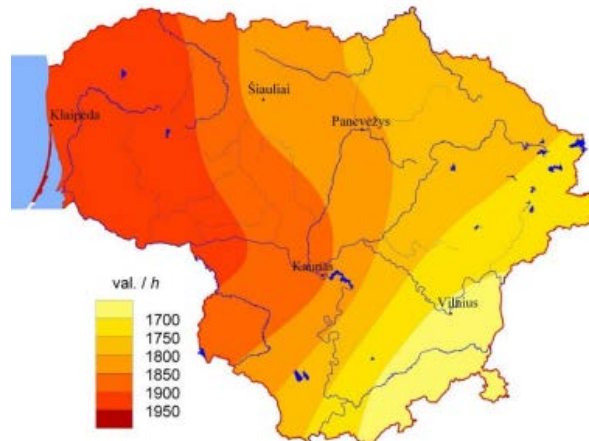 Šiauliai
Klaipėda
Panevėžys
Kaunas
Vilnius
val. / h
1700
1750
1800
1850
1900
1950